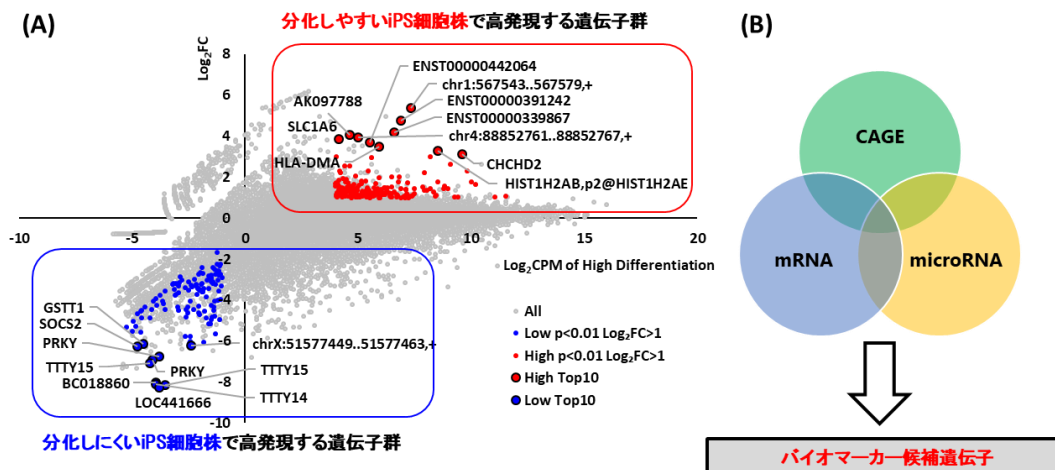 (A)
分化しやすいiPS細胞株で高発現する遺伝子群
Log₂FC
8
6
4
2
0
-2
-4
-6
-8
-10
-10
-5
0
5
10
15
20
ENST00000442064
chr1:567543..567579,+
ENST00000391242
ENST00000339867
chr4:88852761..88852767,+
AK097788
SLC1A6
HLA-DMA
CHCHD2
HIST1H2AB,p2@HIST1H2AE
Log₂CPM of High Differentiation
All
Low p<0.01 Log₂FC>1
High p<0.01 Log₂FC>1
High Top10
Low Top10
GSTT1
SOCS2
PRKY
TTTY15
BC018860
LOC441666
chrX:51577449..51577463,+
PRKY
TTTY15
TTTY14
分化しにくいiPS細胞株で高発現する遺伝子群
(B)
CAGE
mRNA
microRNA
バイオマーカー候補遺伝子